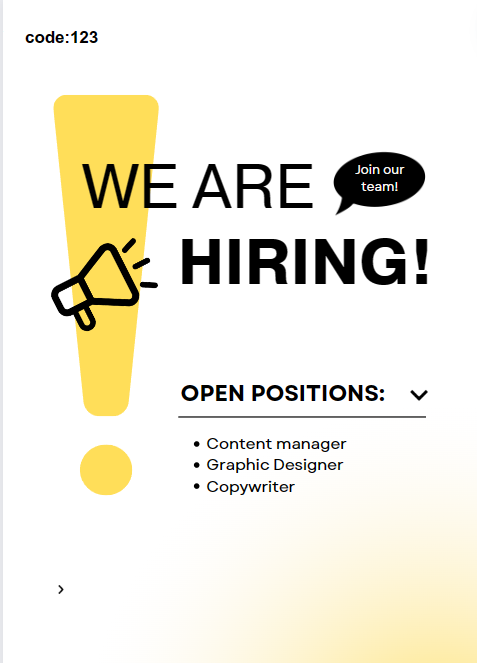 code:123
WE ARE
Join our
team!
HIRING!
OPEN POSITIONS:
• Content manager
• Graphic Designer
• Copywriter